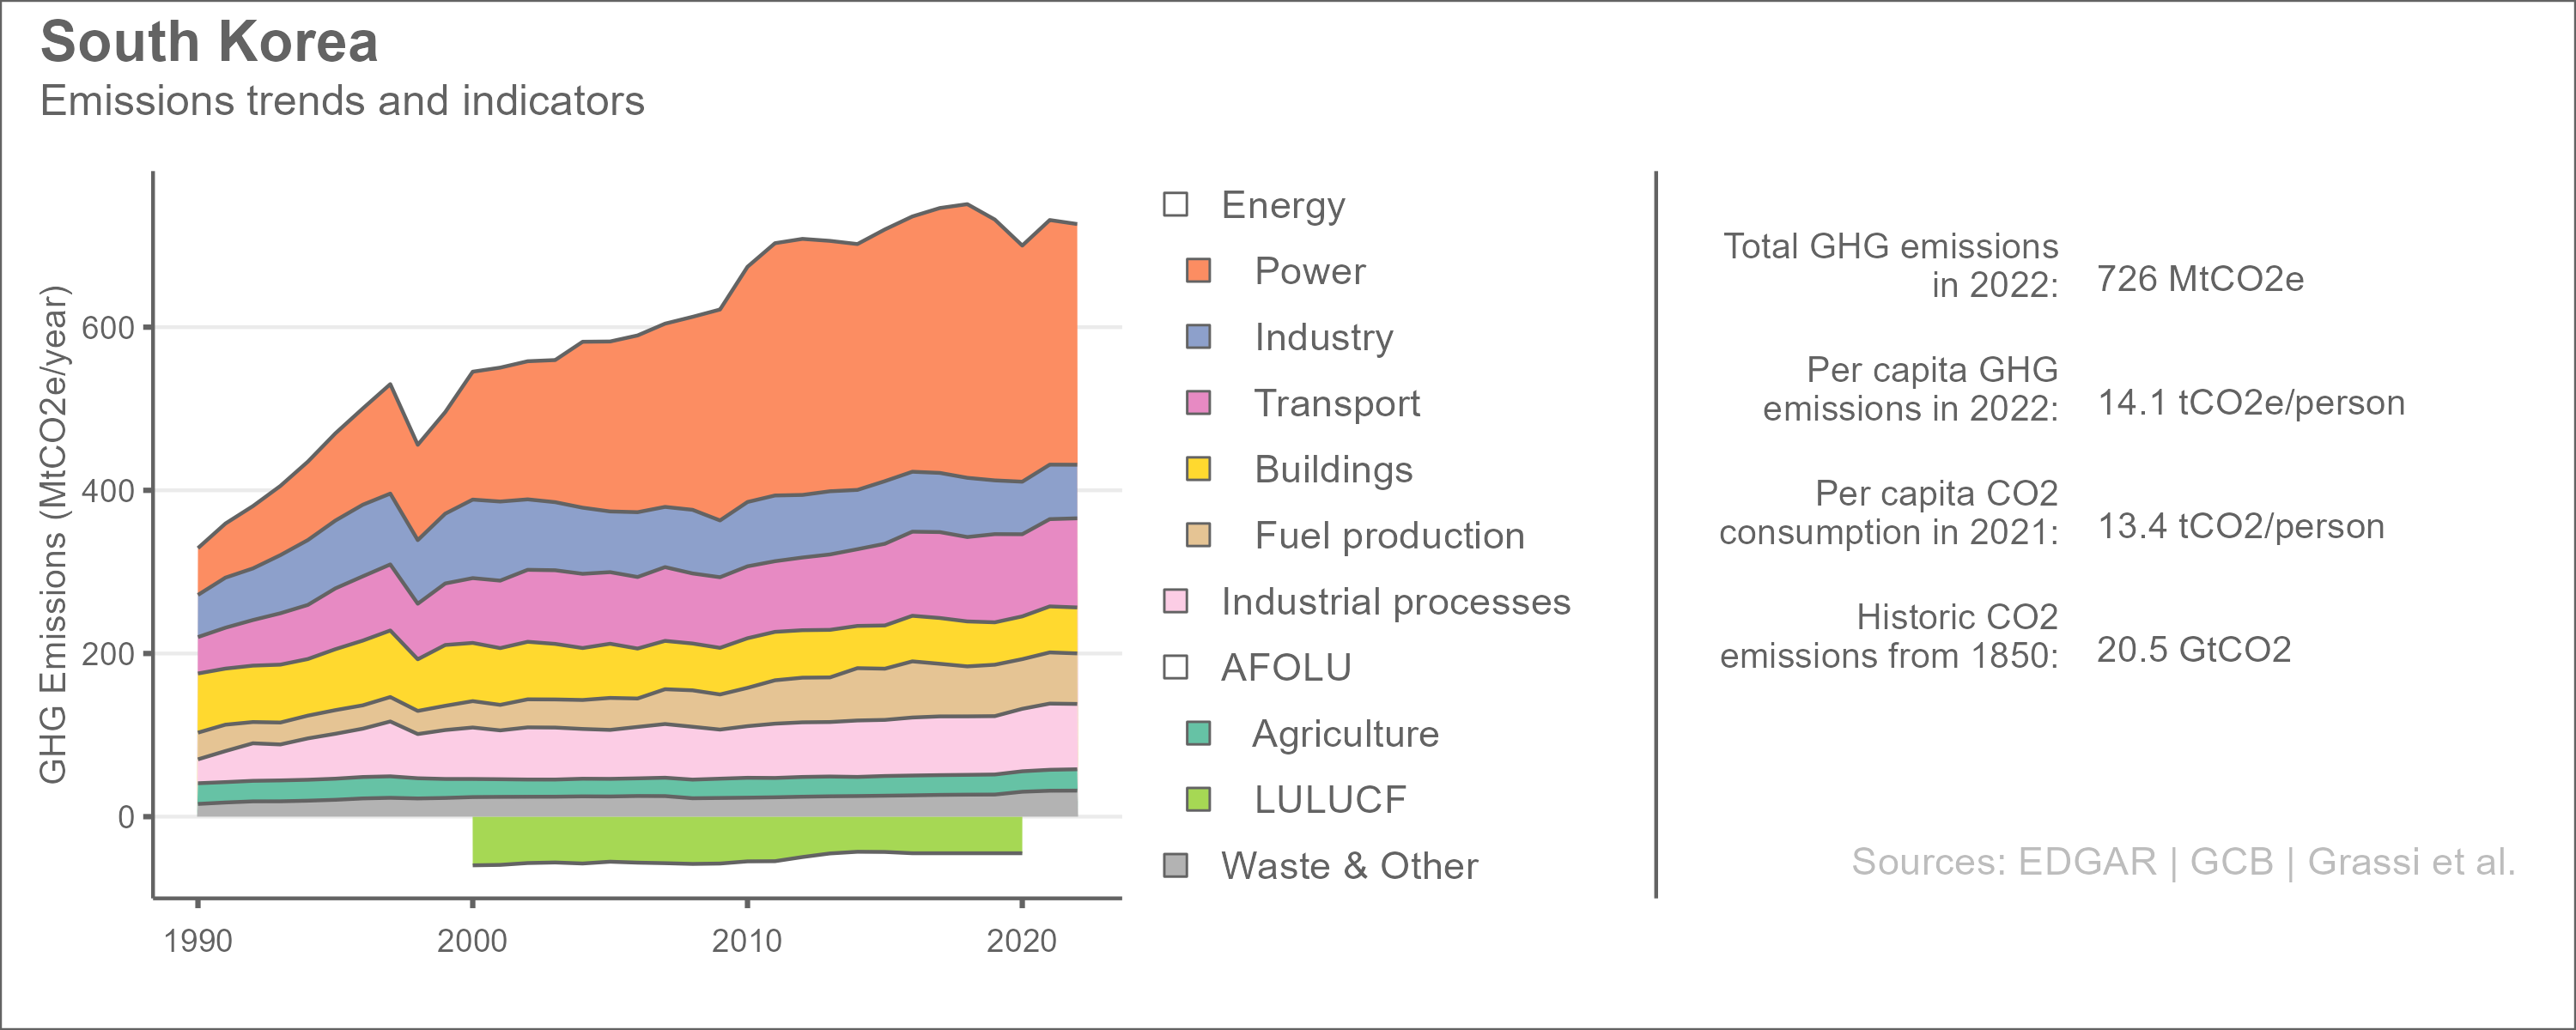 South Korea
Emissions trends and indicators
GHG Emissions (MtCO2e/year)
600
400
200
0
1990
2000
2010
2020
Energy
Power
Industry
Transport
Buildings
Fuel production
Industrial processes
AFOLU
Agriculture
LULUCF
Waste & Other
Total GHG emissions
in 2022:
726 MtCO2e
Per capita GHG
emissions in 2022:
14.1 tCO2e/person
Per capita CO2
consumption in 2021:
13.4 tCO2/person
Historic CO2
emissions from 1850:
20.5 GtCO2
Sources: EDGAR | GCB | Grassi et al.